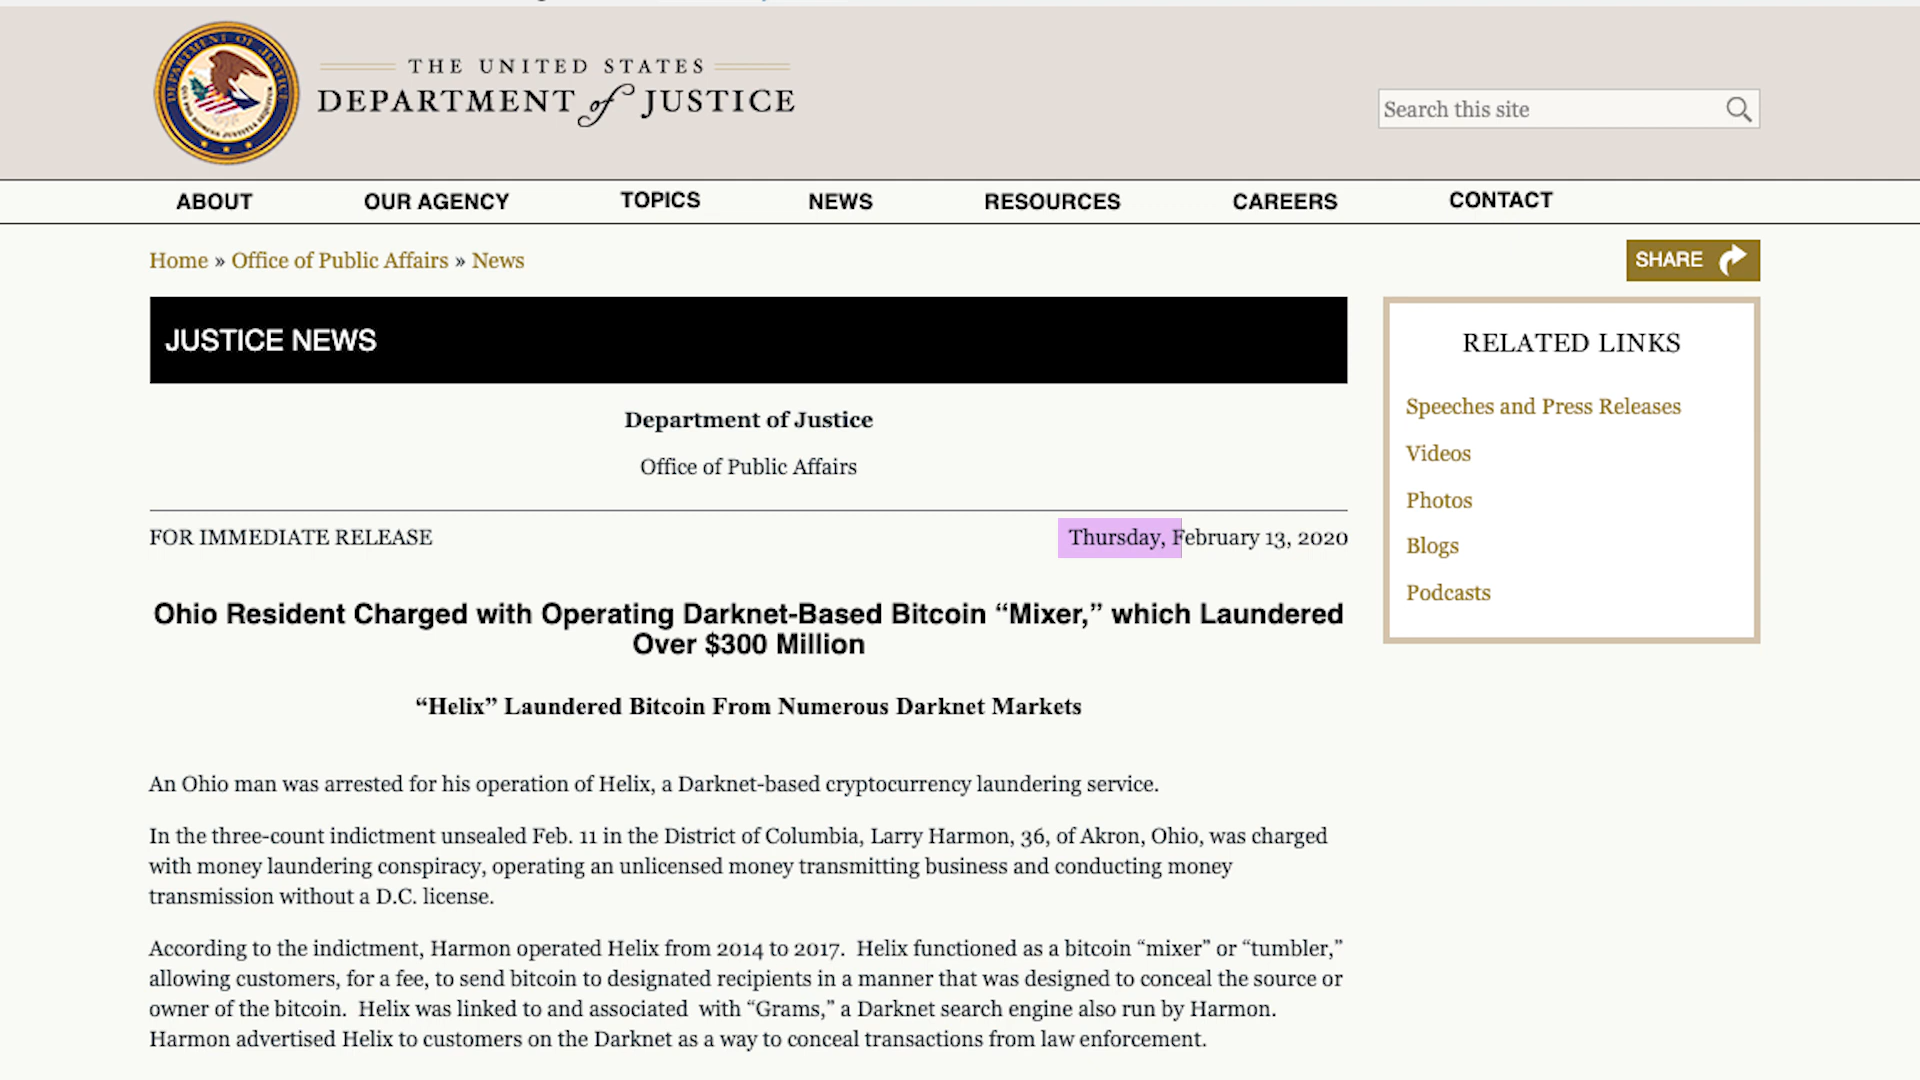 THE UNITED STATES
DEPARTMENT of JUSTICE
Search this site
ABOUT OUR AGENCY TOPICS NEWS RESOURCES CAREERS CONTACT
Home » Office of Public Affairs » News
SHARE
JUSTICE NEWS
Department of Justice
Office of Public Affairs
FOR IMMEDIATE RELEASE
Thursday, February 13, 2020
Ohio Resident Charged with Operating Darknet-Based Bitcoin “Mixer,” which Laundered
Over $300 Million
“Helix” Laundered Bitcoin From Numerous Darknet Markets
An Ohio man was arrested for his operation of Helix, a Darknet-based cryptocurrency laundering service.
In the three-count indictment unsealed Feb. 11 in the District of Columbia, Larry Harmon, 36, of Akron, Ohio, was charged
with money laundering conspiracy, operating an unlicensed money transmitting business and conducting money
transmission without a D.C. license.
According to the indictment, Harmon operated Helix from 2014 to 2017.  Helix functioned as a bitcoin “mixer” or “tumbler,”
allowing customers, for a fee, to send bitcoin to designated recipients in a manner that was designed to conceal the source or
owner of the bitcoin.  Helix was linked to and associated  with “Grams,” a Darknet search engine also run by Harmon.
Harmon advertised Helix to customers on the Darknet as a way to conceal transactions from law enforcement.
RELATED LINKS
Speeches and Press Releases
Videos
Photos
Blogs
Podcasts